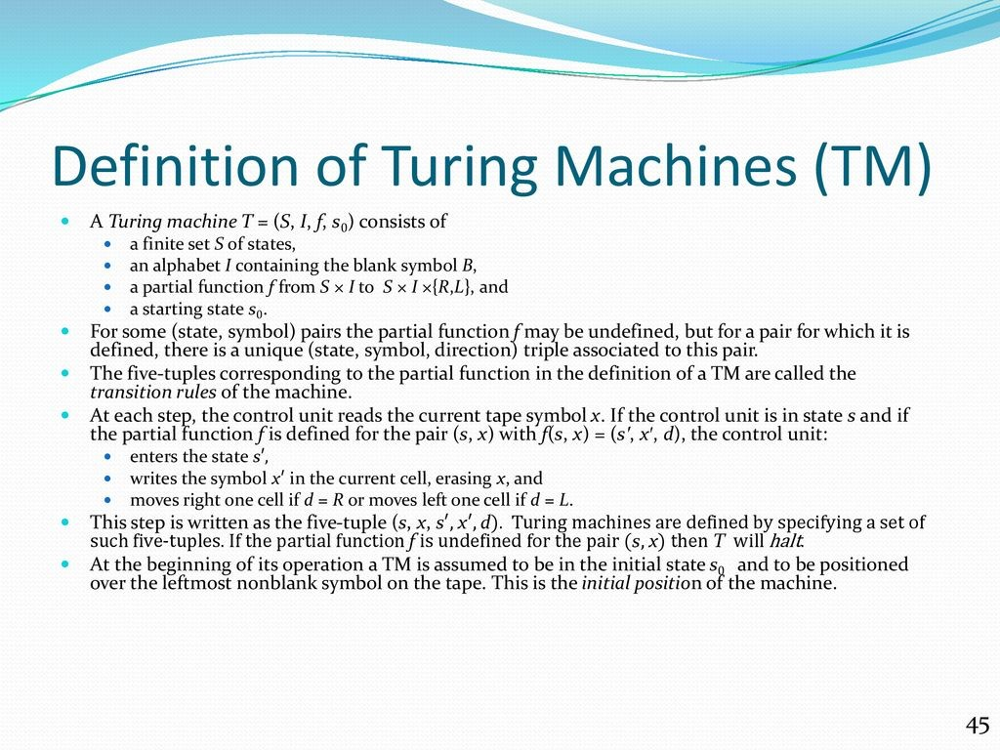 Definition of Turing Machines (TM)
• A Turing machine T = (S, I, f, s₀) consists of
• a finite set S of states,
• an alphabet I containing the blank symbol B,
• a partial function f from S × I to S × I ×{R,L}, and
• a starting state s₀.
• For some (state, symbol) pairs the partial function f may be undefined, but for a pair for which it is
defined, there is a unique (state, symbol, direction) triple associated to this pair.
• The five-tuples corresponding to the partial function in the definition of a TM are called the
transition rules of the machine.
• At each step, the control unit reads the current tape symbol x. If the control unit is in state s and if
the partial function f is defined for the pair (s, x) with f(s, x) = (s′, x′, d), the control unit:
• enters the state s′,
• writes the symbol x′ in the current cell, erasing x, and
• moves right one cell if d = R or moves left one cell if d = L.
• This step is written as the five-tuple (s, x, s′, x′, d). Turing machines are defined by specifying a set of
such five-tuples. If the partial function f is undefined for the pair (s, x) then T will halt.
• At the beginning of its operation a TM is assumed to be in the initial state s₀ and to be positioned
over the leftmost nonblank symbol on the tape. This is the initial position of the machine.
45